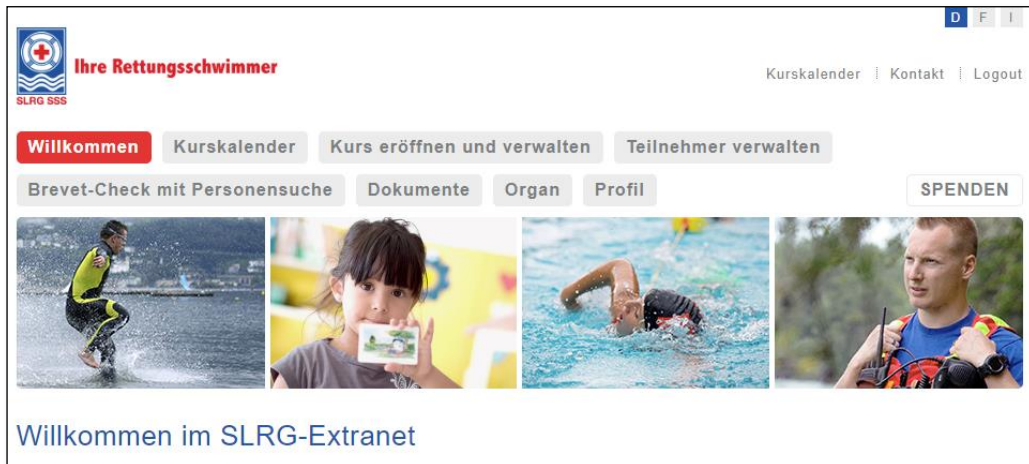 D F I
Ihre Rettungsschwimmer
SLRG SSS
Kurskalender Kontakt Logout
Willkommen Kurskalender Kurs eröffnen und verwalten Teilnehmer verwalten
Brevet-Check mit Personensuche Dokumente Organ Profil SPENDEN
Willkommen im SLRG-Extranet